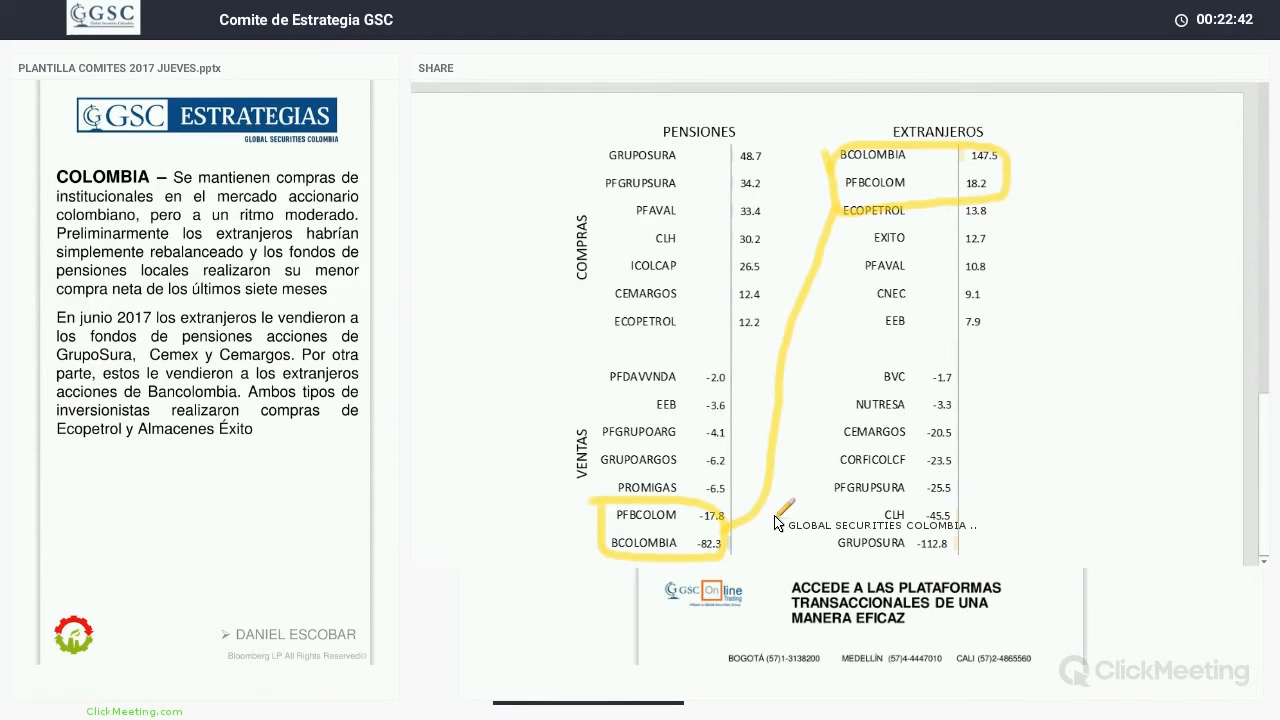 GSC
Comite de Estrategia GSC
00:22:42
PLANTILLA COMITES 2017 JUEVES.pptx
GSC ESTRATEGIAS
GLOBAL SECURITIES COLOMBIA
COLOMBIA – Se mantienen compras de
institucionales en el mercado accionario
colombiano, pero a un ritmo moderado.
Preliminarmente los extranjeros habrían
simplemente rebalanceado y los fondos de
pensiones locales realizaron su menor
compra neta de los últimos siete meses
En junio 2017 los extranjeros le vendieron a
los fondos de pensiones acciones de
GrupoSura, Cemex y Cemargos. Por otra
parte, estos le vendieron a los extranjeros
acciones de Bancolombia. Ambos tipos de
inversionistas realizaron compras de
Ecopetrol y Almacenes Éxito
➢ DANIEL ESCOBAR
Bloomberg LP All Rights Reserved©
ClickMeeting.com
SHARE
PENSIONES
COMPRAS
GRUPOSURA 48.7
PFGRUPSURA 34.2
PFAVAL 33.4
CLH 30.2
ICOLCAP 26.5
CEMARGOS 12.4
ECOPETROL 12.2
VENTAS
PFDAVVNDA -2.0
EEB -3.6
PFGRUPOARG -4.1
GRUPOARGOS -6.2
PROMIGAS -6.5
PFBCOLOM -17.8
BCOLOMBIA -82.3
EXTRANJEROS
BCOLOMBIA 147.5
PFBCOLOM 18.2
ECOPETROL 13.8
EXITO 12.7
PFAVAL 10.8
CNEC 9.1
EEB 7.9
BVC -1.7
NUTRESA -3.3
CEMARGOS -20.5
CORFICOLCF -23.5
PFGRUPSURA -25.5
CLH -45.5
GRUPOSURA -112.8
GLOBAL SECURITIES COLOMBIA ..
GSC Online
Trading
ACCEDE A LAS PLATAFORMAS
TRANSACCIONALES DE UNA
MANERA EFICAZ
BOGOTÁ (57)1-3138200 MEDELLÍN (57)4-4447010 CALI (57)2-4865560
ClickMeeting